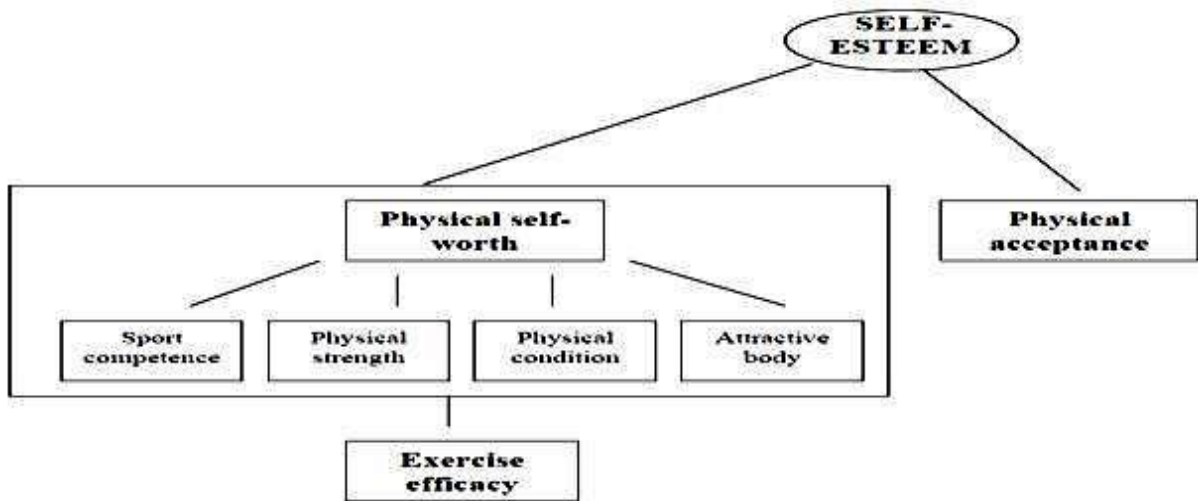 SELF-
ESTEEM
Physical self-
worth
Physical
acceptance
Sport
competence
Physical
strength
Physical
condition
Attractive
body
Exercise
efficacy